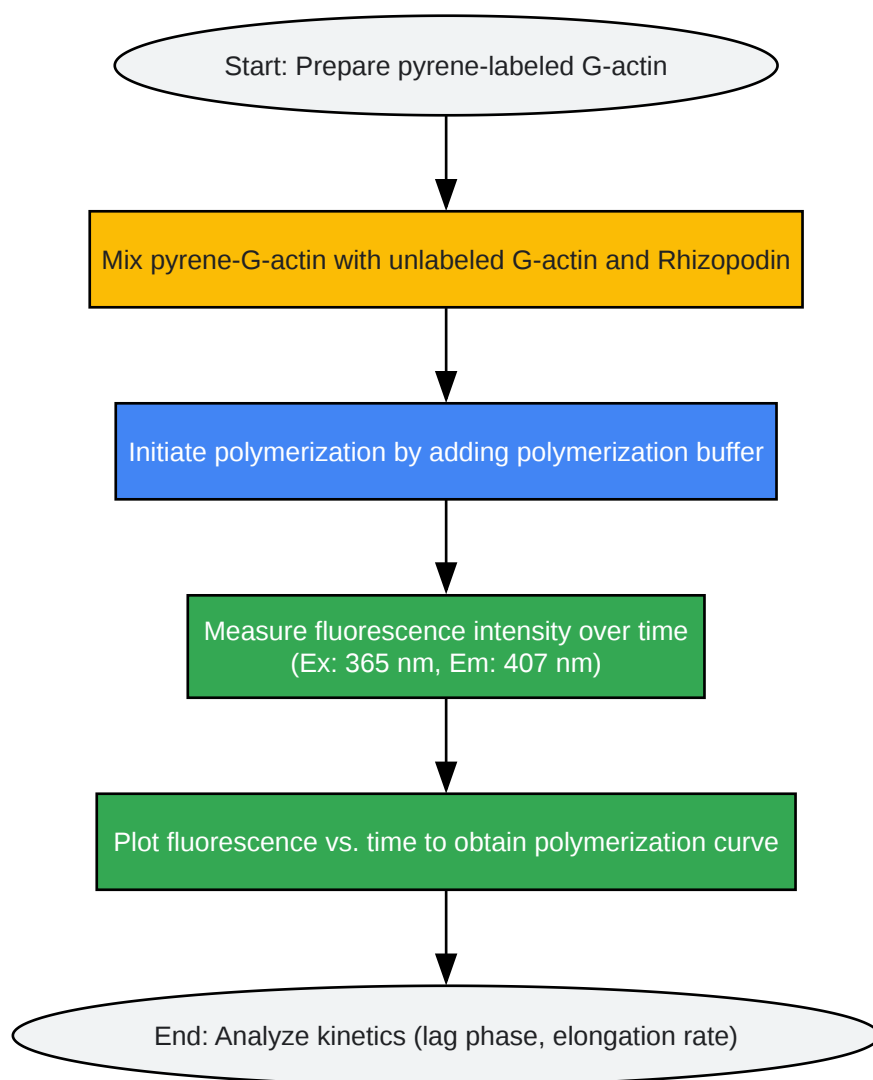 Start: Prepare pyrene-labeled G-actin
Mix pyrene-G-actin with unlabeled G-actin and Rhizopodin
Initiate polymerization by adding polymerization buffer
Measure fluorescence intensity over time
(Ex: 365 nm, Em: 407 nm)
Plot fluorescence vs. time to obtain polymerization curve
End: Analyze kinetics (lag phase, elongation rate)